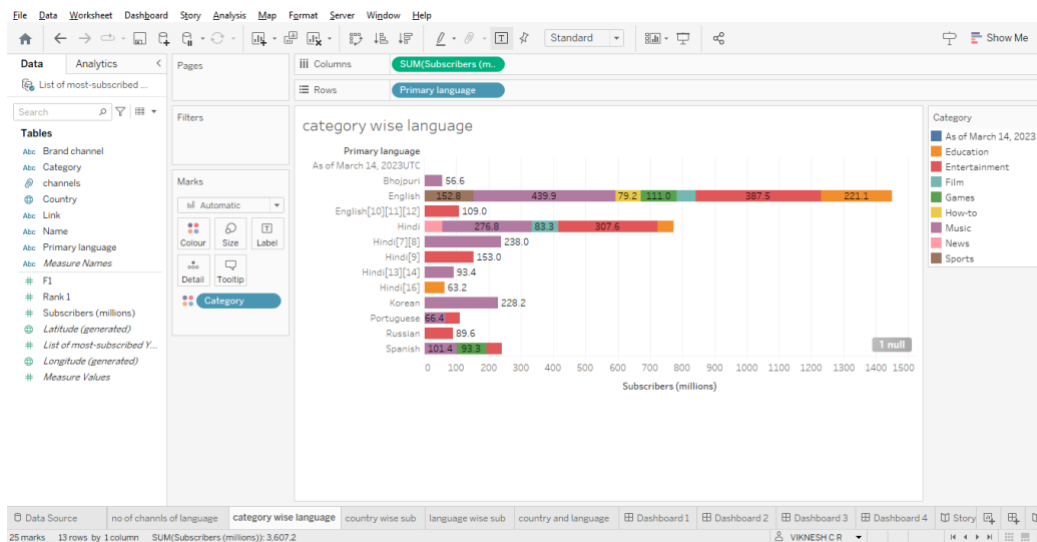 File Data Worksheet Dashboard Story Analysis Map Format Server Window Help
Standard
Show Me
Data Analytics
List of most-subscribed ...
Search
Tables
Abc Brand channel
Abc Category
channels
Country
Abc Link
Abc Name
Abc Primary language
Abc Measure Names
# F1
# Rank 1
# Subscribers (millions)
Latitude (generated)
# List of most-subscribed Y...
Longitude (generated)
# Measure Values
Pages
Filters
Marks
Automatic
Colour Size Label
Detail Tooltip
Category
Columns SUM(Subscribers (m..
Rows Primary language
category wise language
Primary language
As of March 14, 2023UTC
Bhojpuri 56.6
English 152.8 439.9 79.2 111.0 387.5 221.1
English[10][11][12] 109.0
Hindi 276.8 83.3 307.6
Hindi[7][8] 238.0
Hindi[9] 153.0
Hindi[13][14] 93.4
Hindi[16] 63.2
Korean 228.2
Portuguese 66.4
Russian 89.6
Spanish 101.4 93.3
1 null
0 100 200 300 400 500 600 700 800 900 1000 1100 1200 1300 1400 1500
Subscribers (millions)
Category
As of March 14, 2023
Education
Entertainment
Film
Games
How-to
Music
News
Sports
Data Source no of channls of language category wise language country wise sub language wise sub country and language Dashboard 1 Dashboard 2 Dashboard 3 Dashboard 4 Story
25 marks 13 rows by 1 column SUM(Subscribers (millions)): 3,607.2 VIKNESH C R